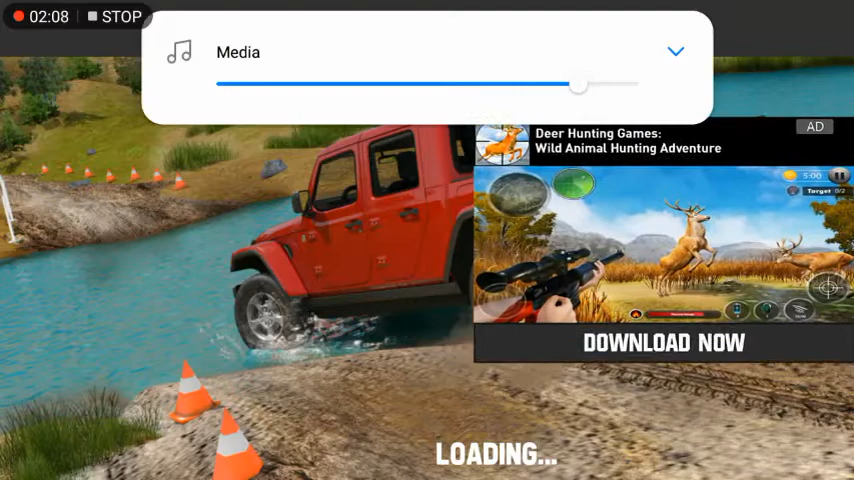 02:08 STOP
Media
AD
Deer Hunting Games:
Wild Animal Hunting Adventure
5:00
Target 0/2
DOWNLOAD NOW
LOADING...